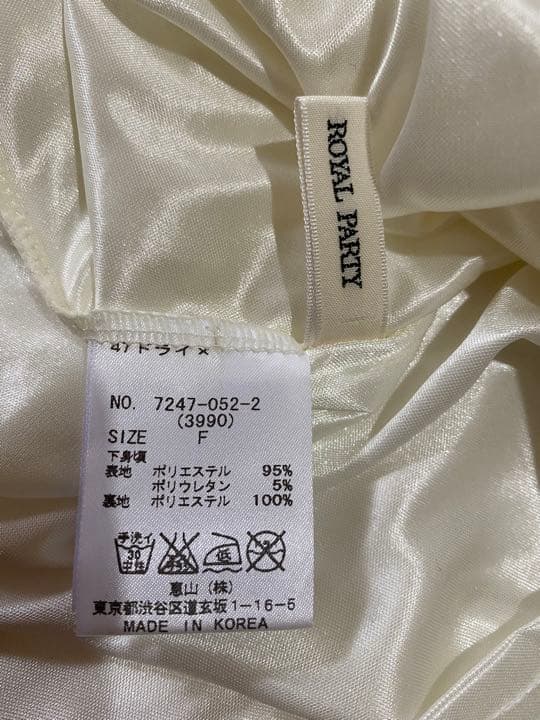 ROYAL PARTY
NO. 7247-052-2
(3990)
SIZE F
下身頃
表地 ポリエステル 95%
ポリウレタン 5%
裏地 ポリエステル 100%
手洗イ
30
中性
低
恵山(株)
東京都渋谷区道玄坂1-16-5
MADE IN KOREA